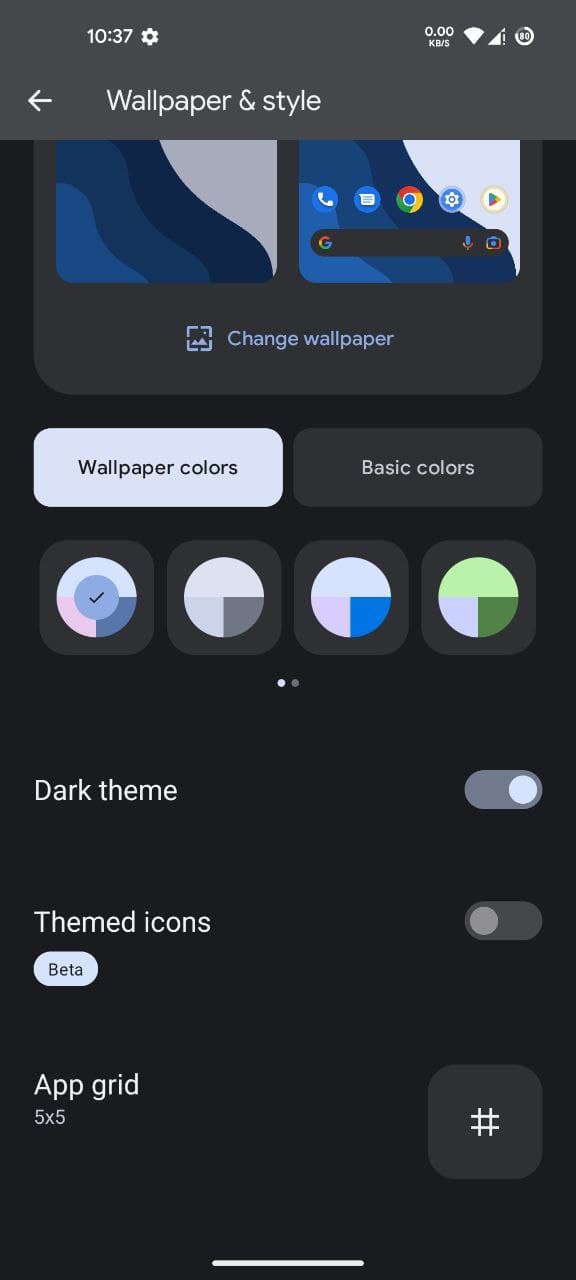 10:37
0.00
KB/S
80
Wallpaper & style
G
Change wallpaper
Wallpaper colors
Basic colors
Dark theme
Themed icons
Beta
App grid
5x5